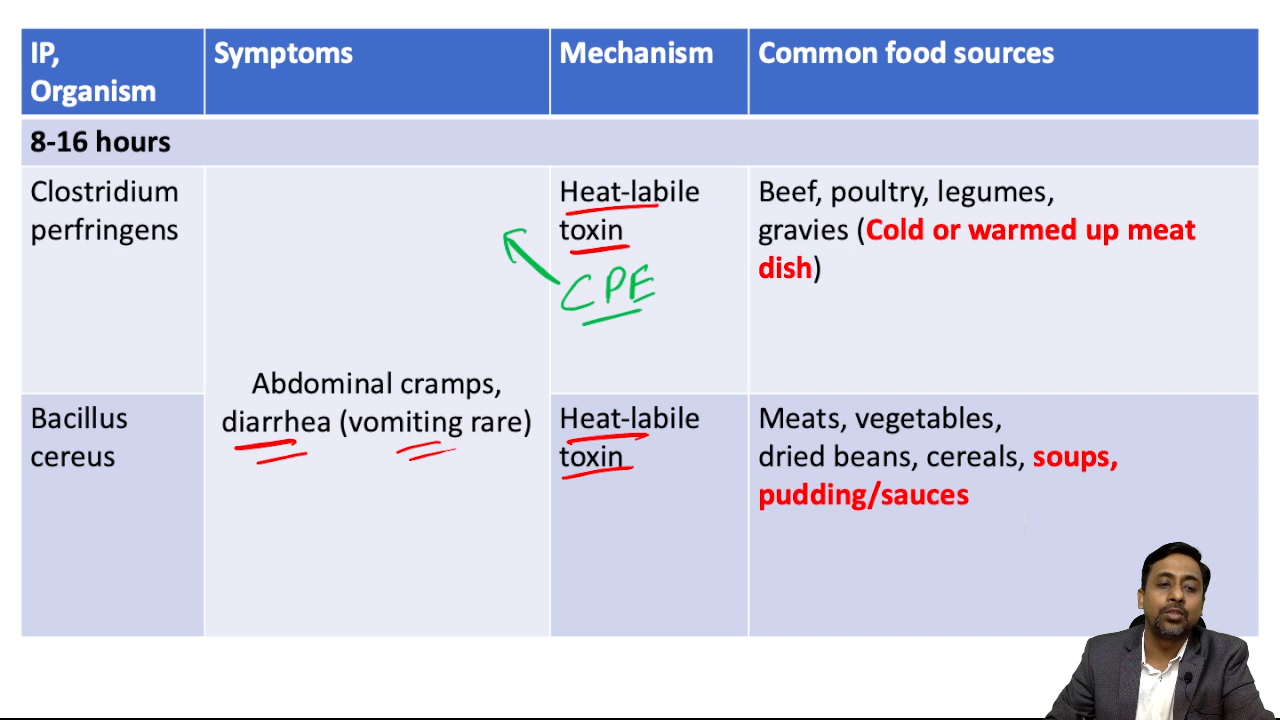 IP,
Organism
Symptoms
Mechanism
Common food sources
8-16 hours
Clostridium
perfringens
Abdominal cramps,
diarrhea (vomiting rare)
Heat-labile
toxin
CPE
Beef, poultry, legumes,
gravies (Cold or warmed up meat
dish)
Bacillus
cereus
Heat-labile
toxin
Meats, vegetables,
dried beans, cereals, soups,
pudding/sauces